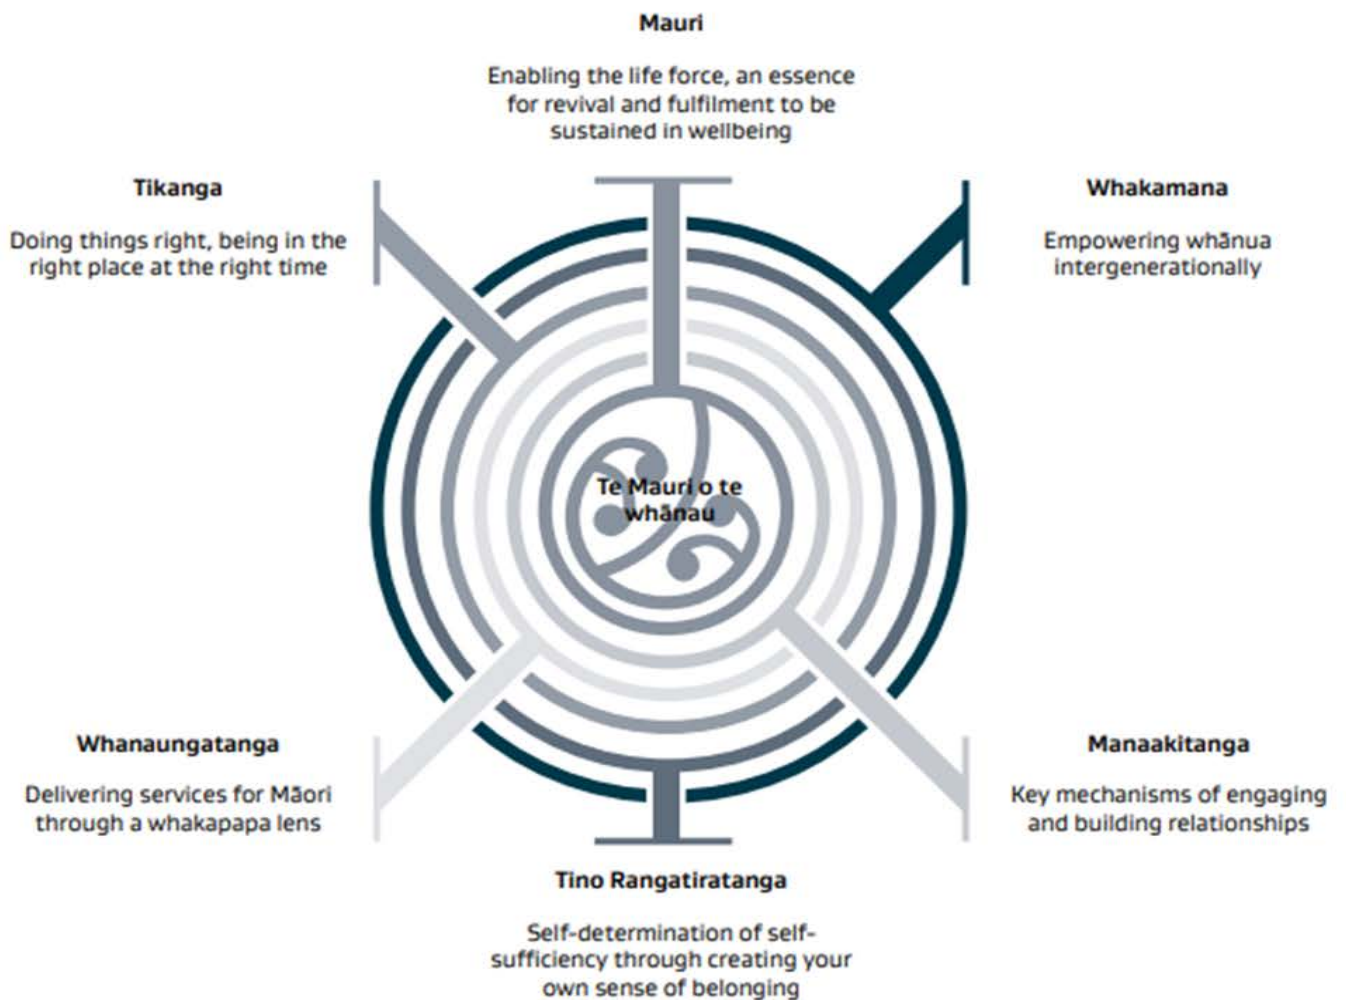 Mauri
Enabling the life force, an essence
for revival and fulfilment to be
sustained in wellbeing
Tikanga
Doing things right, being in the
right place at the right time
Whakamana
Empowering whānua
intergenerationally
Te Mauri o te
whānau
Whanaungatanga
Delivering services for Māori
through a whakapapa lens
Manaakitanga
Key mechanisms of engaging
and building relationships
Tino Rangatiratanga
Self-determination of self-
sufficiency through creating your
own sense of belonging